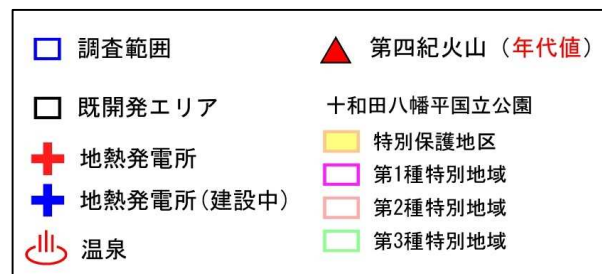 調査範囲
既開発エリア
地熱発電所
地熱発電所(建設中)
温泉
第四紀火山（年代値）
十和田八幡平国立公園
特別保護地区
第1種特別地域
第2種特別地域
第3種特別地域